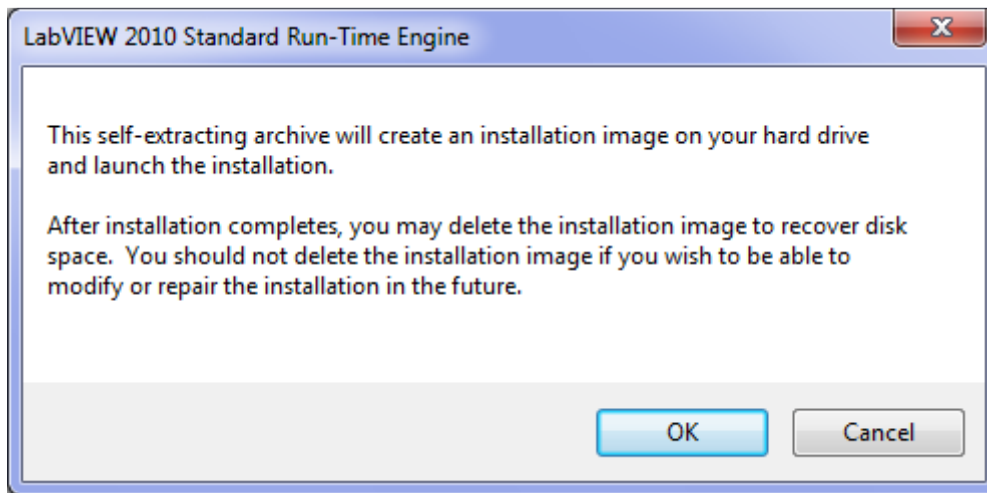 LabVIEW 2010 Standard Run-Time Engine
This self-extracting archive will create an installation image on your hard drive
and launch the installation.
After installation completes, you may delete the installation image to recover disk
space.  You should not delete the installation image if you wish to be able to
modify or repair the installation in the future.
OK
Cancel